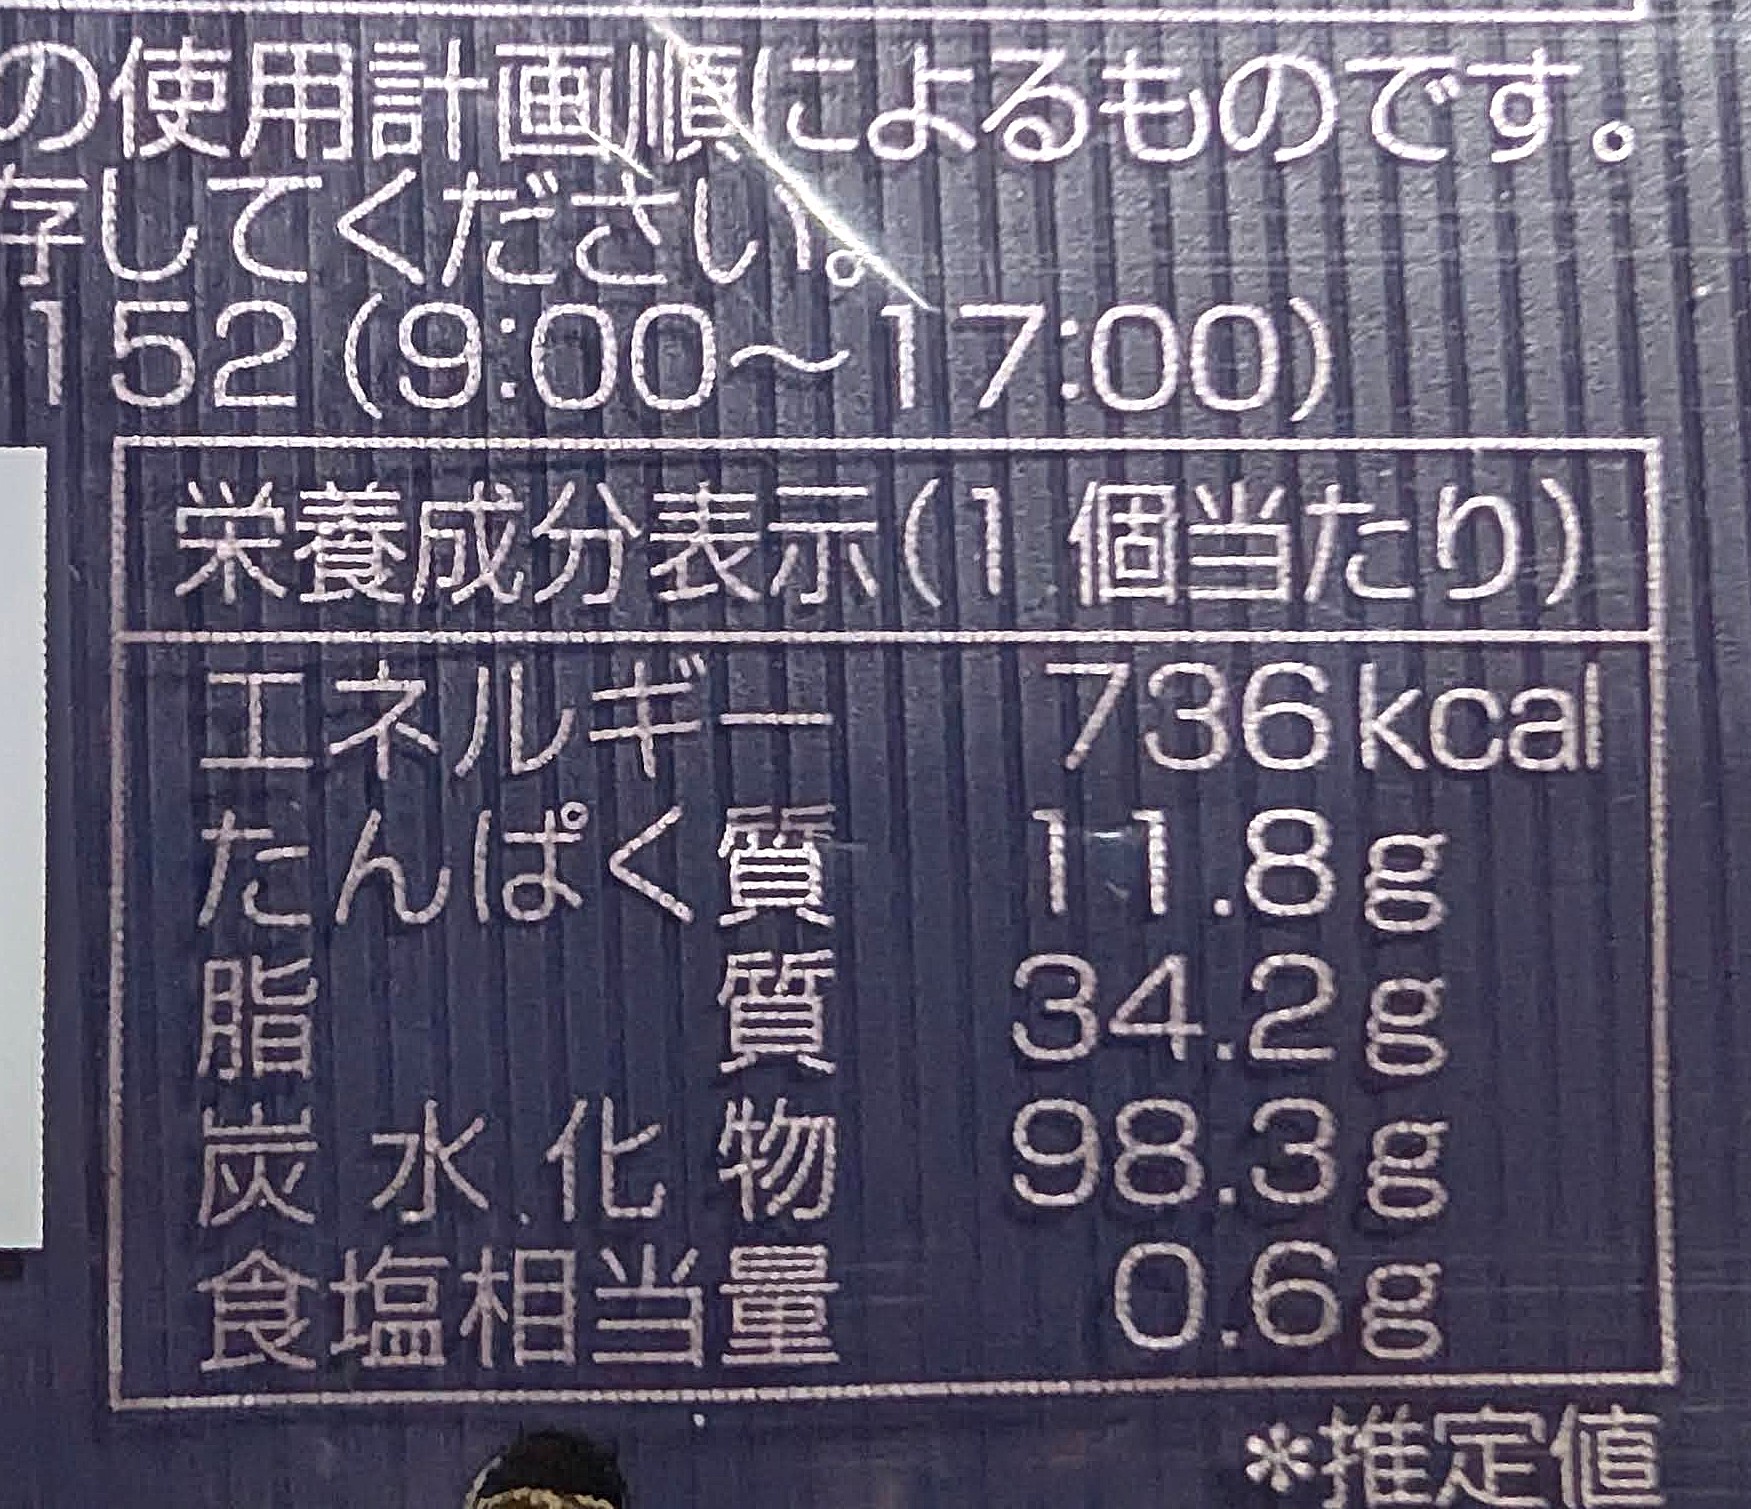 の使用計画順によるものです。
存してください。
152(9:00〜17:00)
栄養成分表示(1 個当たり)
エネルギー 736kcal
たんぱく質 11.8g
脂質 34.2g
炭水化物 98.3g
食塩相当量 0.6g
*推定値